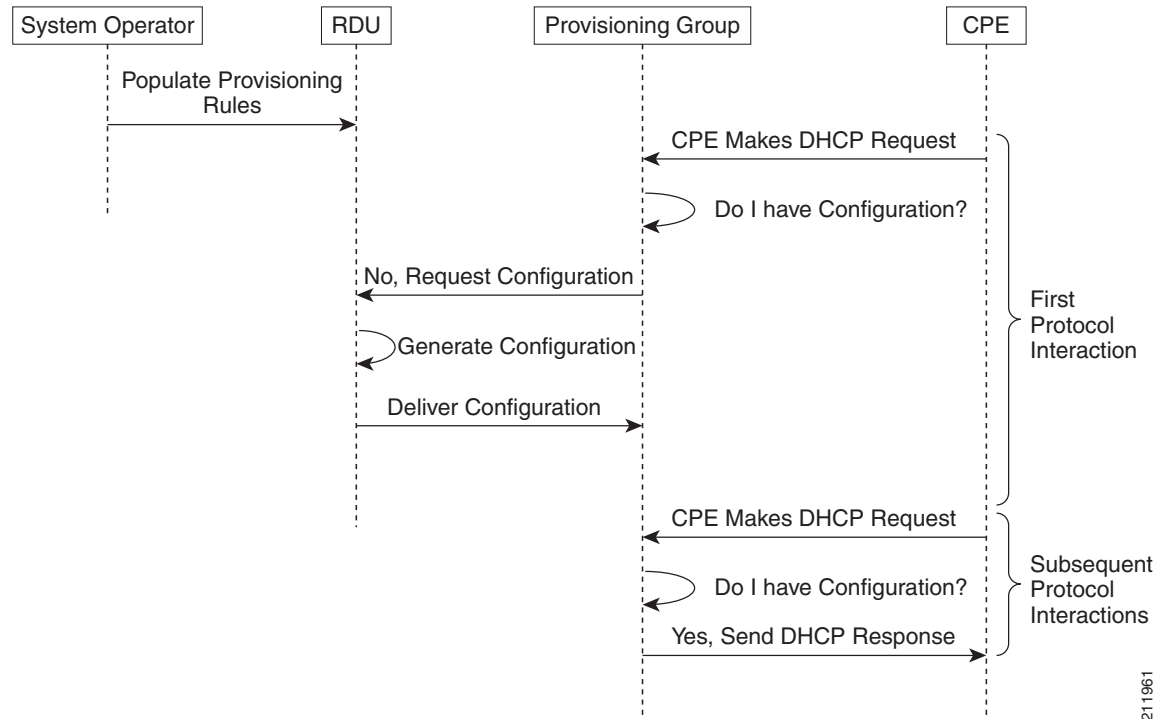 System Operator
RDU
Provisioning Group
CPE
Populate Provisioning
Rules
CPE Makes DHCP Request
Do I have Configuration?
No, Request Configuration
Generate Configuration
Deliver Configuration
First
Protocol
Interaction
CPE Makes DHCP Request
Do I have Configuration?
Yes, Send DHCP Response
Subsequent
Protocol
Interactions
211961